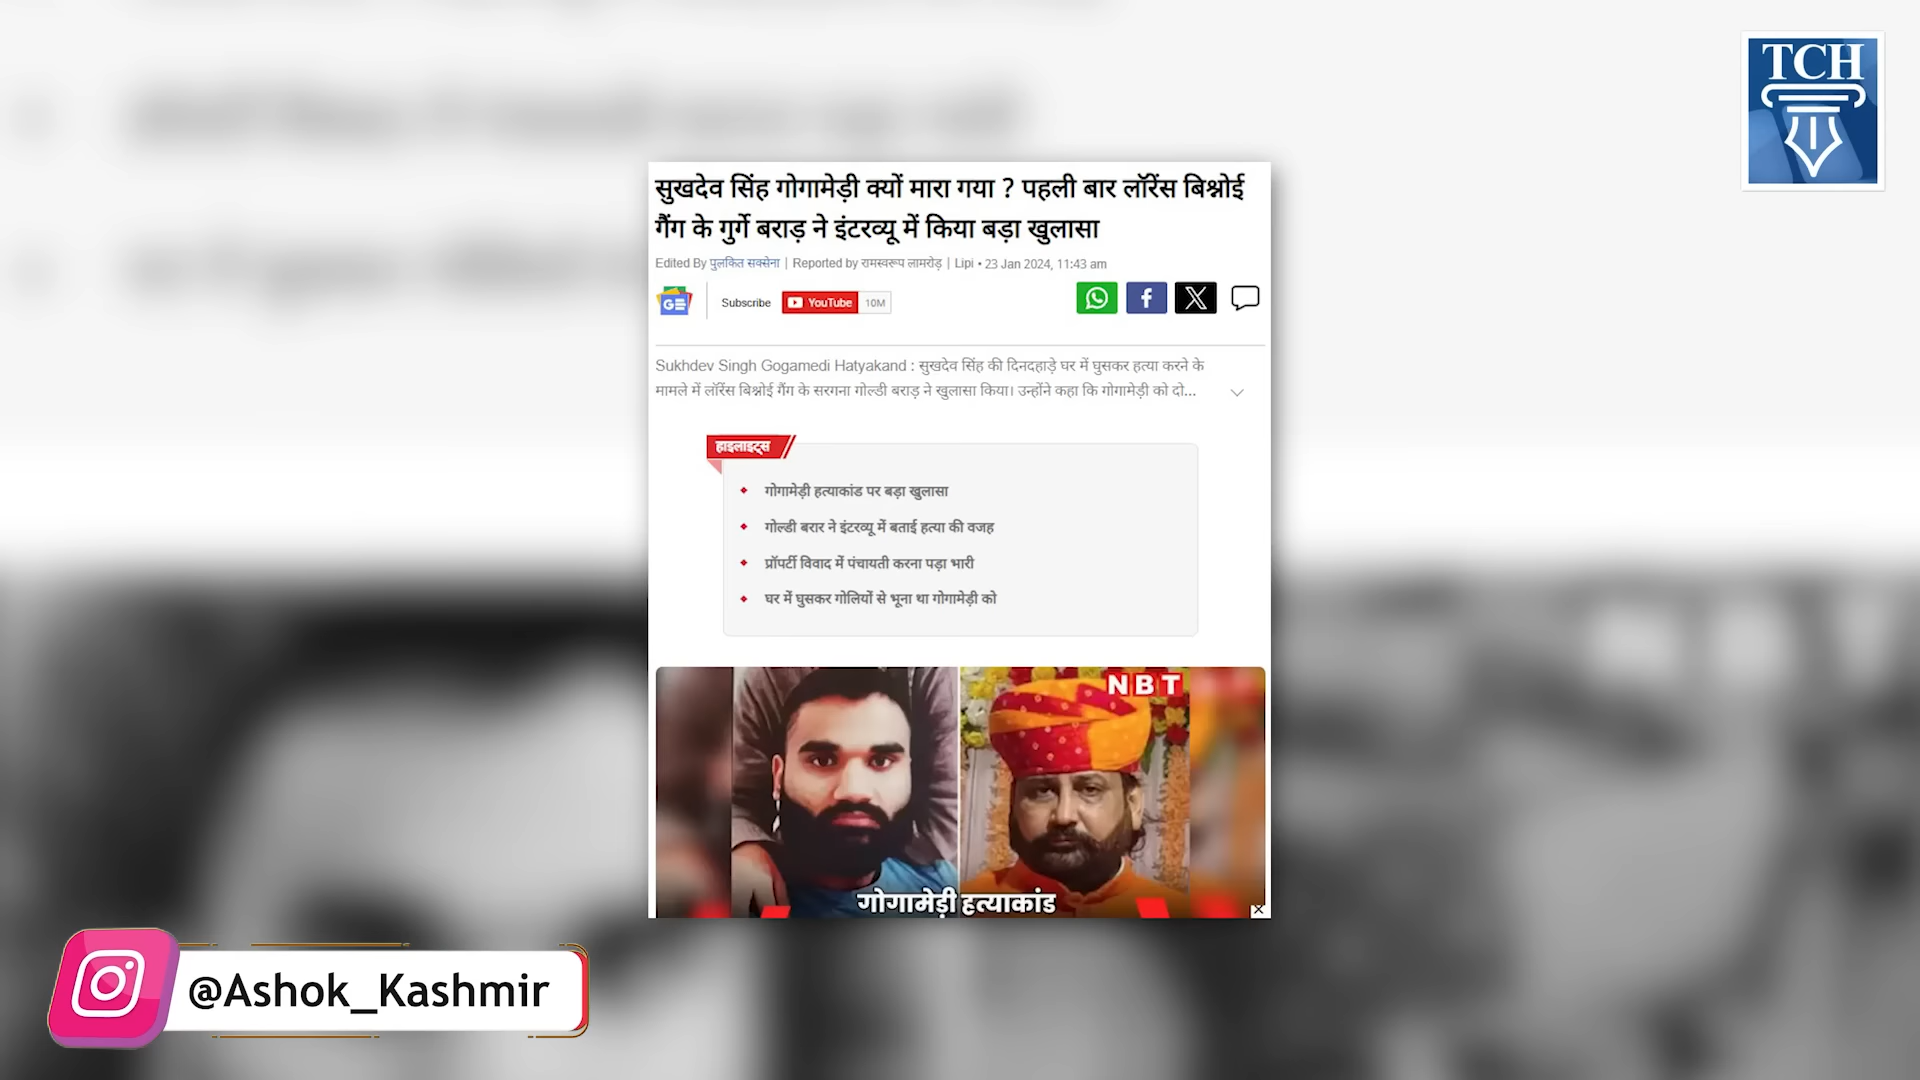 TCH
सुखदेव सिंह गोगामेड़ी क्यों मारा गया ? पहली बार लॉरेंस बिश्नोई
गैंग के गुर्गे बराड़ ने इंटरव्यू में किया बड़ा खुलासा
Edited By पुलकित सक्सेना | Reported by रामस्वरूप लामरोड़ | Lipi • 23 Jan 2024, 11:43 am
GE Subscribe YouTube 10M
Sukhdev Singh Gogamedi Hatyakand : सुखदेव सिंह की दिनदहाड़े घर में घुसकर हत्या करने के
मामले में लॉरेंस बिश्नोई गैंग के सरगना गोल्डी बराड़ ने खुलासा किया। उन्होंने कहा कि गोगामेड़ी को दो...
हाइलाइट्स
गोगामेड़ी हत्याकांड पर बड़ा खुलासा
गोल्डी बरार ने इंटरव्यू में बताई हत्या की वजह
प्रॉपर्टी विवाद में पंचायती करना पड़ा भारी
घर में घुसकर गोलियों से भूना था गोगामेड़ी को
NBT
गोगामेड़ी हत्याकांड
@Ashok_Kashmir